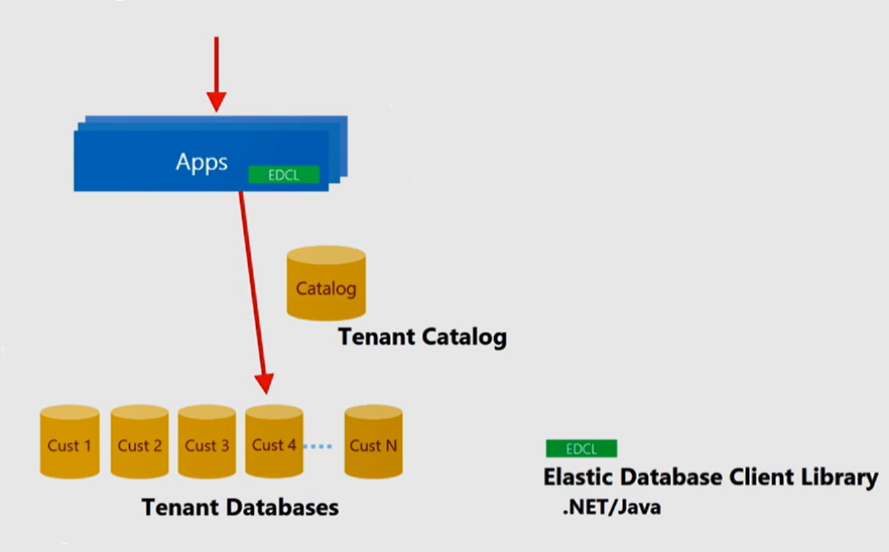 Apps
EDCL
Catalog
Tenant Catalog
Cust 1
Cust 2
Cust 3
Cust 4
Cust N
Tenant Databases
EDCL
Elastic Database Client Library
.NET/Java